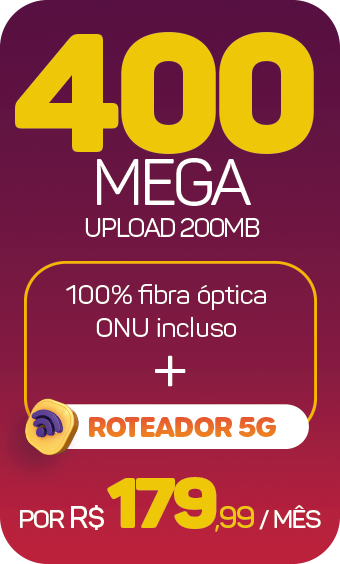 400
MEGA
UPLOAD 200MB
100% fibra óptica
ONU incluso
+
ROTEADOR 5G
POR R$ 179,99 / MÊS